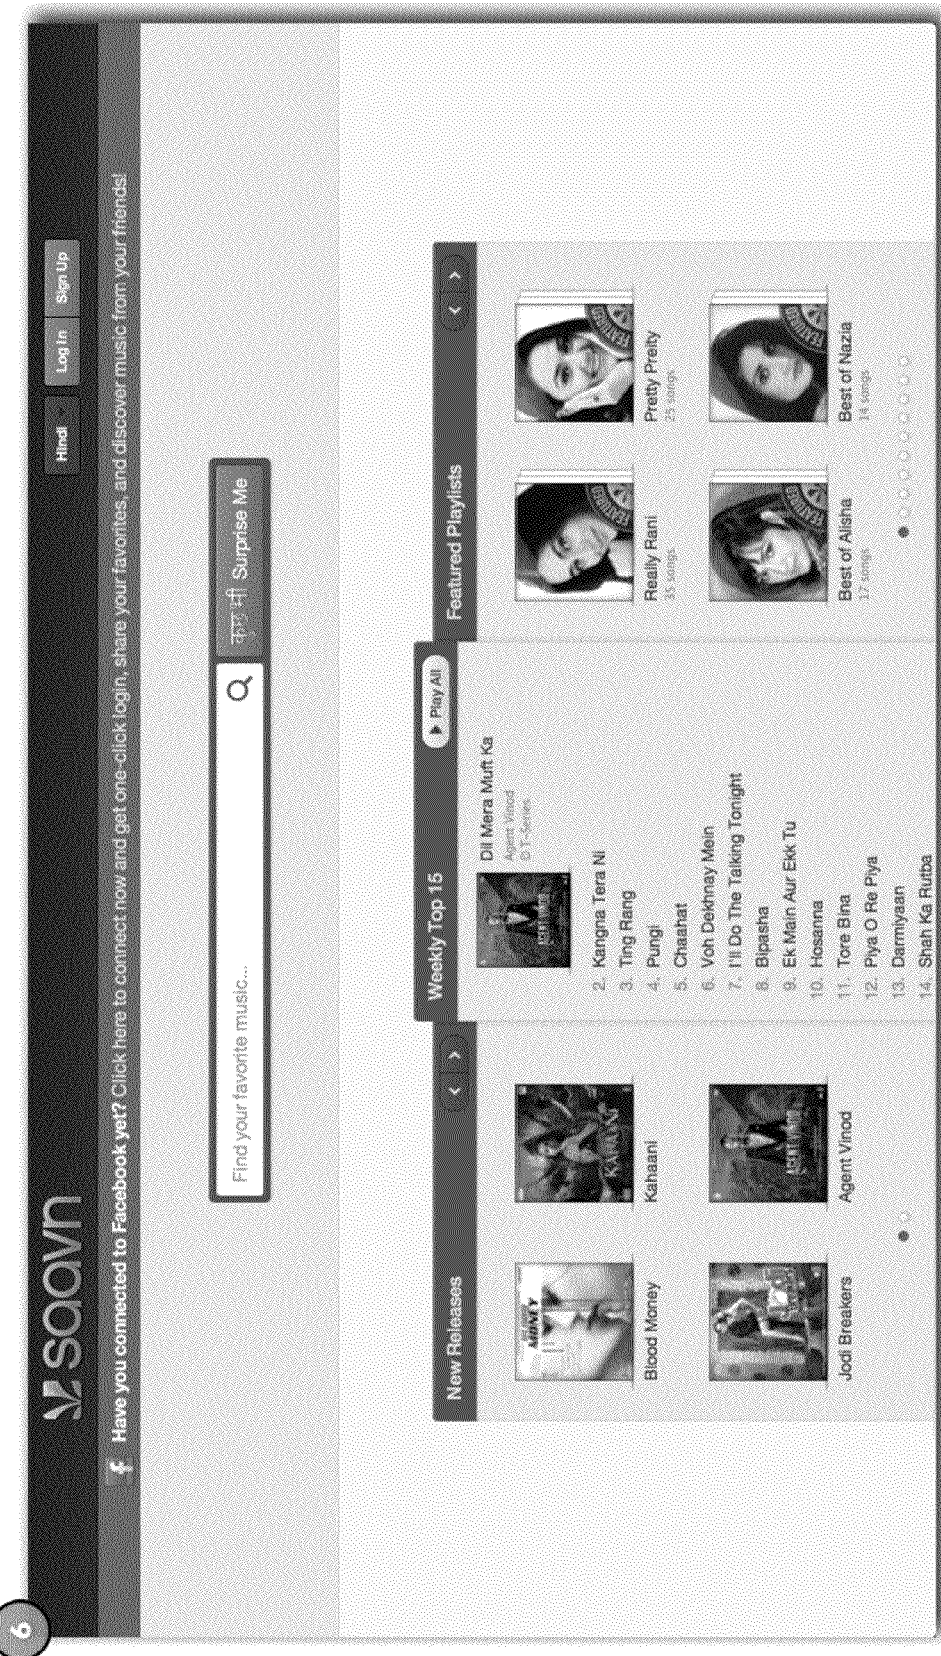 6
saavn
Hindi
Log In
Sign Up
f Have you connected to Facebook yet? Click here to connect now and get one-click login, share your favorites, and discover music from your friends!
Find your favorite music...
कुछ भी Surprise Me
New Releases
Blood Money
Kahaani
Jodi Breakers
Agent Vinod
Weekly Top 15
Play All
Dil Mera Muft Ka
Agent Vinod
T-Series
2. Kangna Tera Ni
3. Ting Rang
4. Pungi
5. Chaahat
6. Voh Dekhnay Mein
7. I'll Do The Talking Tonight
8. Bipasha
9. Ek Main Aur Ekk Tu
10. Hosanna
11. Tore Bina
12. Piya O Re Piya
13. Darmiyaan
14. Shah Ka Rutba
Featured Playlists
Really Rani
35 songs
Pretty Preity
25 songs
Best of Alisha
17 songs
Best of Nazia
14 songs